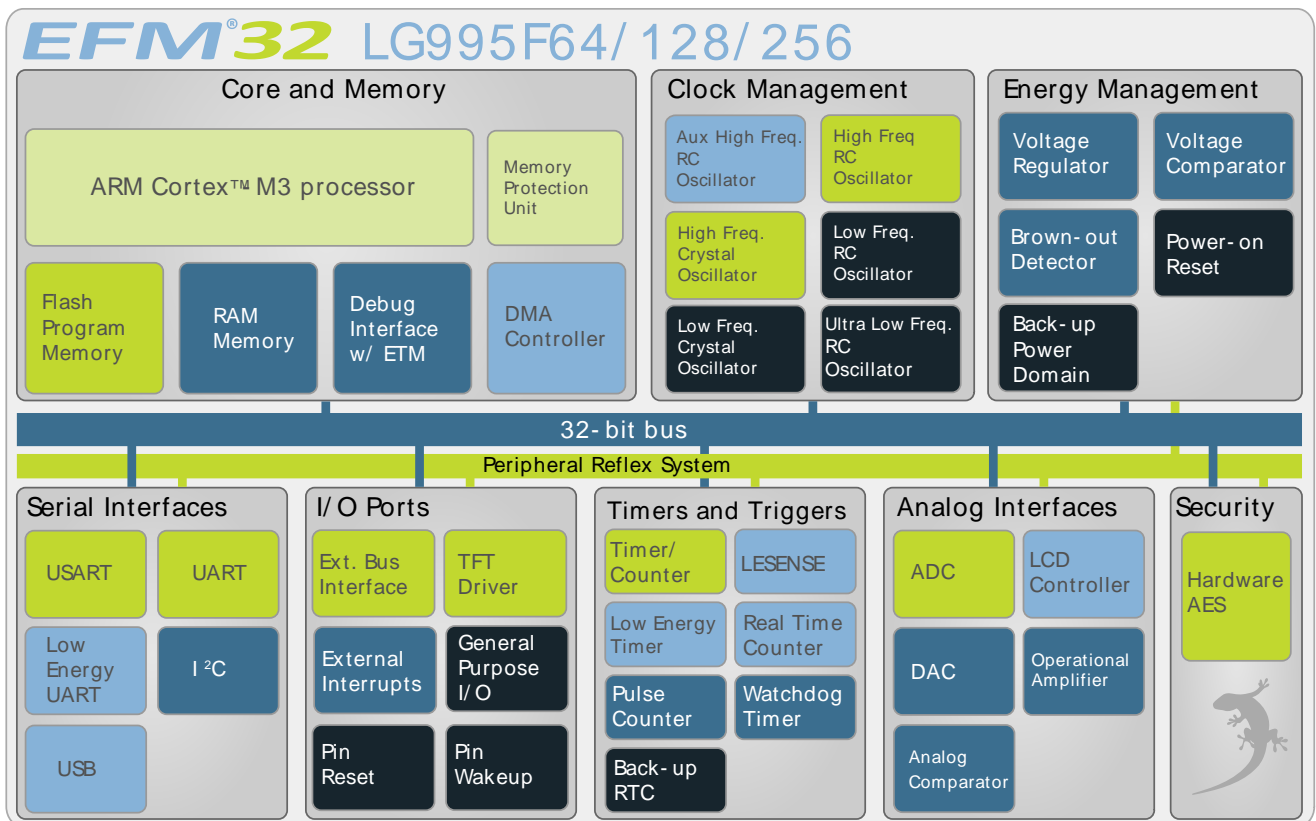 EFM®32 LG995F64/128/256
Core and Memory
ARM Cortex™ M3 processor
Memory
Protection
Unit
Flash
Program
Memory
RAM
Memory
Debug
Interface
w/ ETM
DMA
Controller
Clock Management
Aux High Freq.
RC
Oscillator
High Freq
RC
Oscillator
High Freq.
Crystal
Oscillator
Low Freq.
RC
Oscillator
Low Freq.
Crystal
Oscillator
Ultra Low Freq.
RC
Oscillator
Energy Management
Voltage
Regulator
Voltage
Comparator
Brown-out
Detector
Power-on
Reset
Back-up
Power
Domain
32-bit bus
Peripheral Reflex System
Serial Interfaces
USART
UART
Low
Energy
UART
I²C
USB
I/O Ports
Ext. Bus
Interface
TFT
Driver
External
Interrupts
General
Purpose
I/O
Pin
Reset
Pin
Wakeup
Timers and Triggers
Timer/
Counter
LESENSE
Low Energy
Timer
Real Time
Counter
Pulse
Counter
Watchdog
Timer
Back-up
RTC
Analog Interfaces
ADC
LCD
Controller
DAC
Operational
Amplifier
Analog
Comparator
Security
Hardware
AES